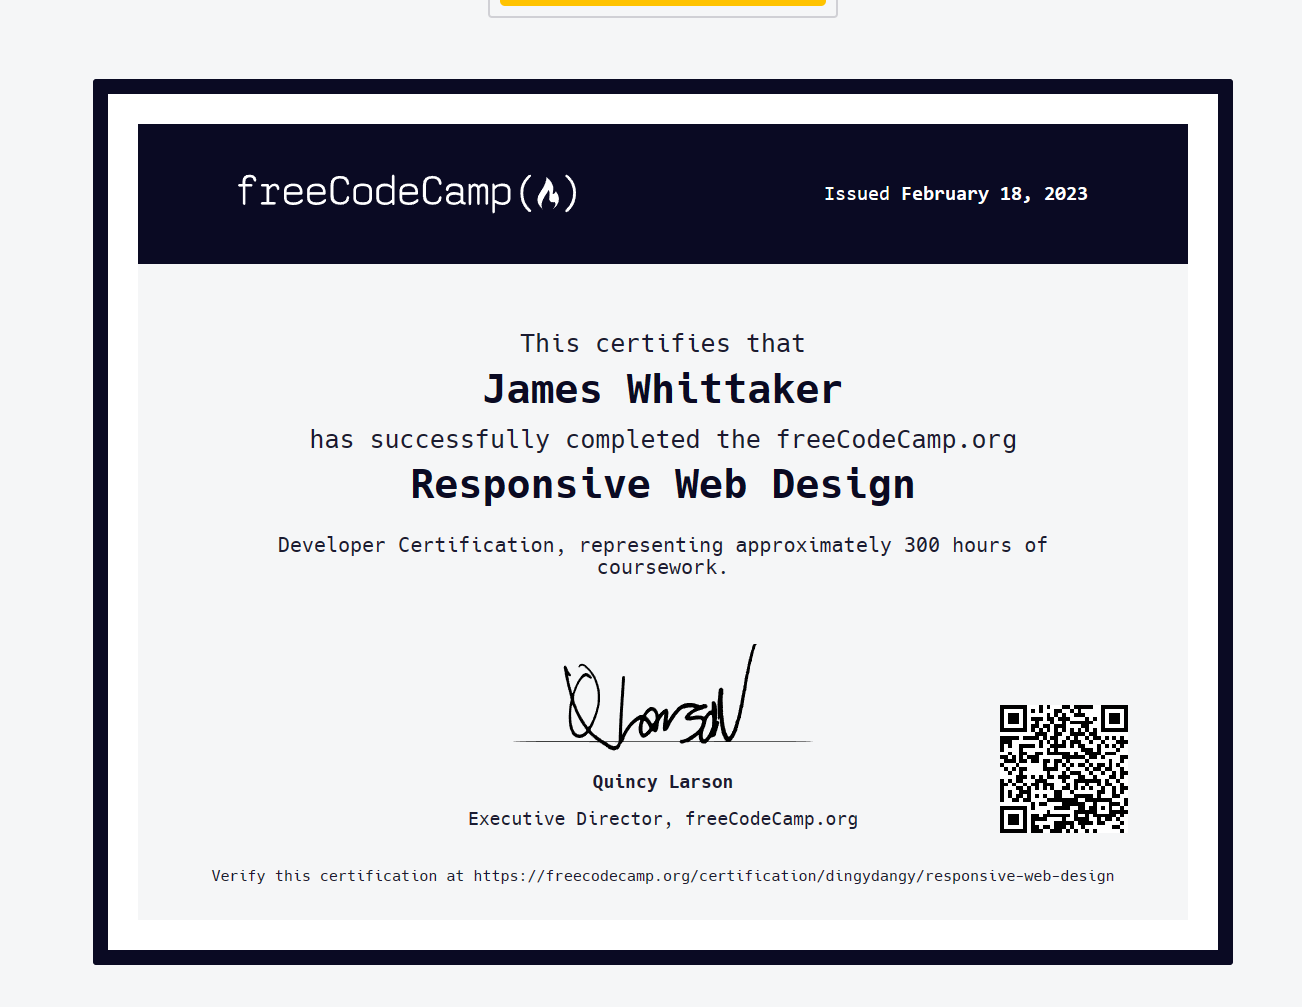 freeCodeCamp
Issued February 18, 2023
This certifies that
James Whittaker
has successfully completed the freeCodeCamp.org
Responsive Web Design
Developer Certification, representing approximately 300 hours of
coursework.
Q Larson
Quincy Larson
Executive Director, freeCodeCamp.org
Verify this certification at https://freecodecamp.org/certification/dingydangy/responsive-web-design